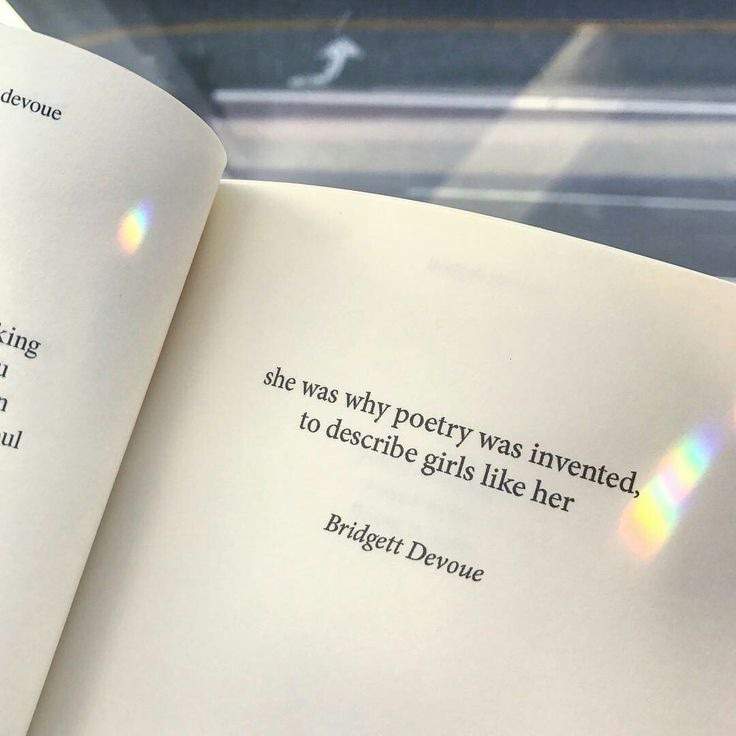 devoue
king
u
n
ul
she was why poetry was invented,
to describe girls like her
Bridgett Devoue